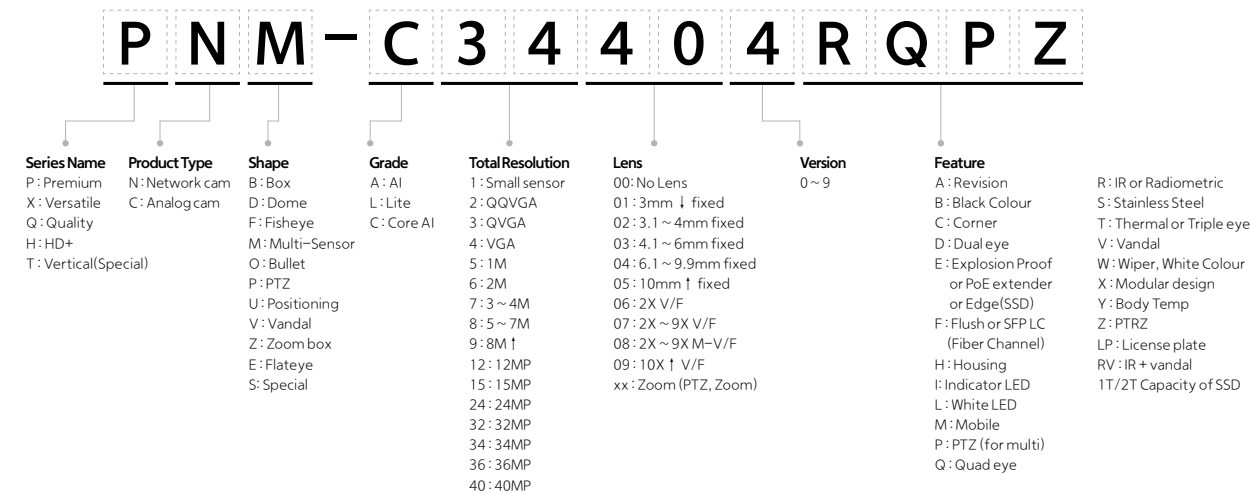 PNM-C34404RQPZ
Series Name
P : Premium
X : Versatile
Q : Quality
H : HD+
T : Vertical(Special)
Product Type
N : Network cam
C : Analog cam
Shape
B : Box
D : Dome
F : Fisheye
M : Multi-Sensor
O : Bullet
P : PTZ
U : Positioning
V : Vandal
Z : Zoom box
E : Flateye
S: Special
Grade
A : AI
L : Lite
C : Core AI
Total Resolution
1 : Small sensor
2 : QQVGA
3 : QVGA
4 : VGA
5 : 1M
6 : 2M
7 : 3 ~ 4M
8 : 5 ~ 7M
9 : 8M ↑
12 : 12MP
15 : 15MP
24 : 24MP
32 : 32MP
34 : 34MP
36 : 36MP
40 : 40MP
Lens
00: No Lens
01 : 3mm ↓ fixed
02 : 3.1 ~ 4mm fixed
03 : 4.1 ~ 6mm fixed
04 : 6.1 ~ 9.9mm fixed
05 : 10mm ↑ fixed
06 : 2X V/F
07 : 2X ~ 9X V/F
08 : 2X ~ 9X M-V/F
09 : 10X ↑ V/F
xx : Zoom (PTZ, Zoom)
Version
0 ~ 9
Feature
A : Revision
B : Black Colour
C : Corner
D : Dual eye
E : Explosion Proof
or PoE extender
or Edge(SSD)
F : Flush or SFP LC
(Fiber Channel)
H : Housing
I: Indicator LED
L : White LED
M : Mobile
P : PTZ (for multi)
Q : Quad eye
R : IR or Radiometric
S : Stainless Steel
T : Thermal or Triple eye
V : Vandal
W : Wiper, White Colour
X : Modular design
Y : Body Temp
Z : PTRZ
LP : License plate
RV : IR + vandal
1T/2T Capacity of SSD